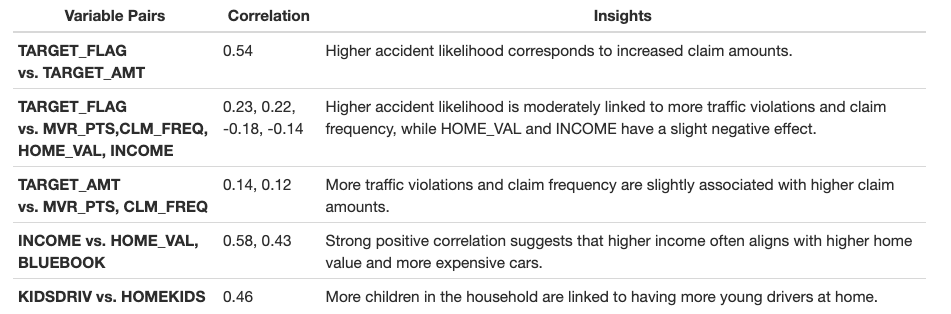 Variable Pairs Correlation Insights
TARGET_FLAG 0.54 Higher accident likelihood corresponds to increased claim amounts.
vs. TARGET_AMT
TARGET_FLAG 0.23, 0.22, Higher accident likelihood is moderately linked to more traffic violations and claim
vs. MVR_PTS,CLM_FREQ, -0.18, -0.14 frequency, while HOME_VAL and INCOME have a slight negative effect.
HOME_VAL, INCOME
TARGET_AMT 0.14, 0.12 More traffic violations and claim frequency are slightly associated with higher claim
vs. MVR_PTS, CLM_FREQ amounts.
INCOME vs. HOME_VAL, 0.58, 0.43 Strong positive correlation suggests that higher income often aligns with higher home
BLUEBOOK value and more expensive cars.
KIDSDRIV vs. HOMEKIDS 0.46 More children in the household are linked to having more young drivers at home.